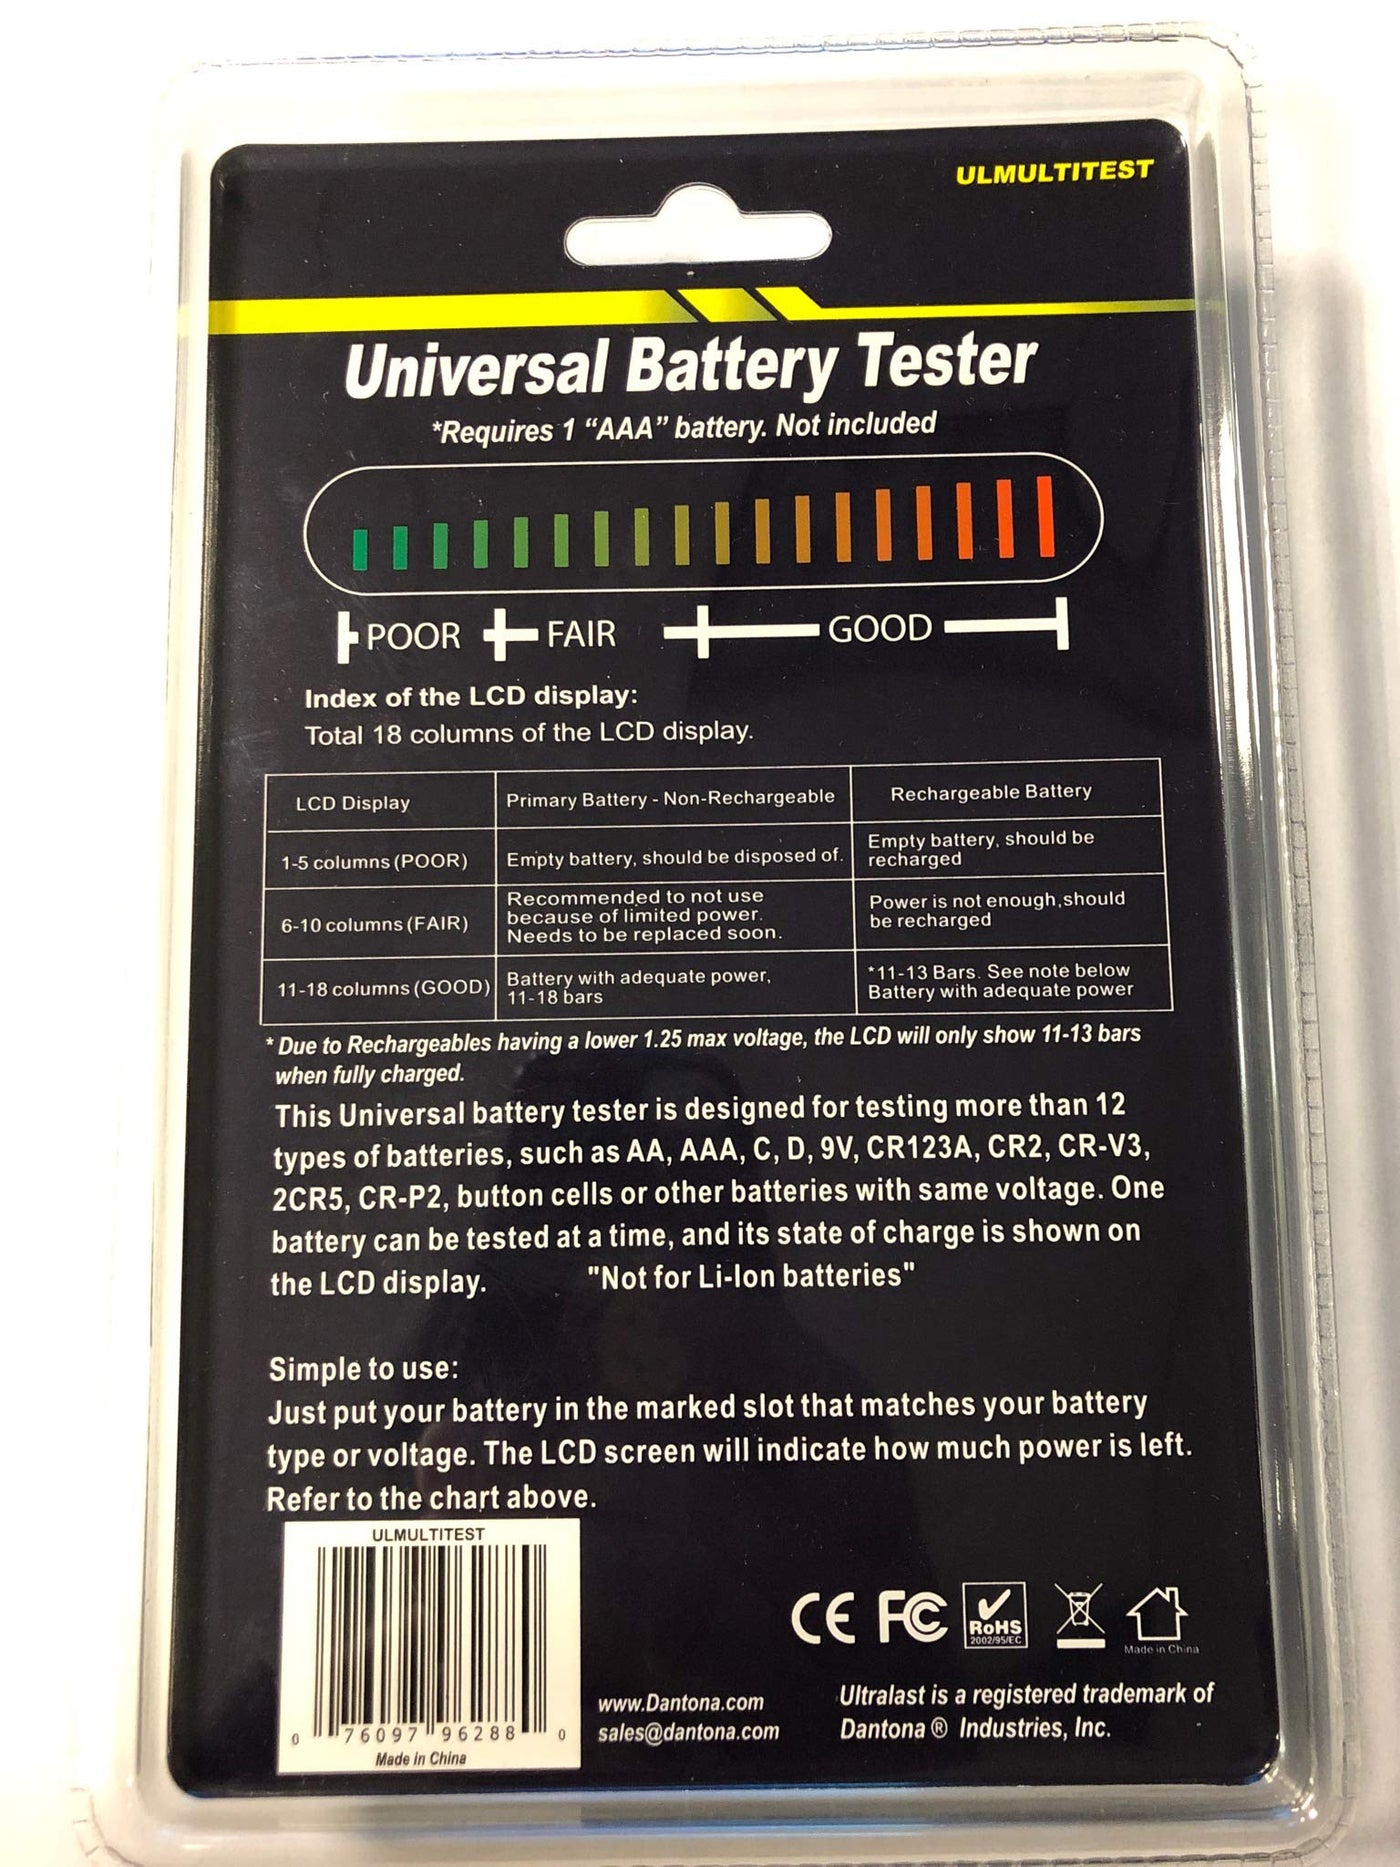 ULMULTITEST
Universal Battery Tester
*Requires 1 “AAA” battery. Not included
POOR FAIR GOOD
Index of the LCD display:
Total 18 columns of the LCD display.
LCD Display
Primary Battery - Non-Rechargeable
Rechargeable Battery
1-5 columns (POOR)
Empty battery, should be disposed of.
Empty battery, should be
recharged
6-10 columns (FAIR)
Recommended to not use
because of limited power.
Needs to be replaced soon.
Power is not enough,should
be recharged
11-18 columns (GOOD)
Battery with adequate power,
11-18 bars
*11-13 Bars. See note below
Battery with adequate power
* Due to Rechargeables having a lower 1.25 max voltage, the LCD will only show 11-13 bars
when fully charged.
This Universal battery tester is designed for testing more than 12
types of batteries, such as AA, AAA, C, D, 9V, CR123A, CR2, CR-V3,
2CR5, CR-P2, button cells or other batteries with same voltage. One
battery can be tested at a time, and its state of charge is shown on
the LCD display. "Not for Li-Ion batteries"
Simple to use:
Just put your battery in the marked slot that matches your battery
type or voltage. The LCD screen will indicate how much power is left.
Refer to the chart above.
ULMULTITEST
0 76097 96288 0
Made in China
CE FC
RoHS
2002/95/EC
Made in China
www.Dantona.com
sales@dantona.com
Ultralast is a registered trademark of
Dantona ® Industries, Inc.